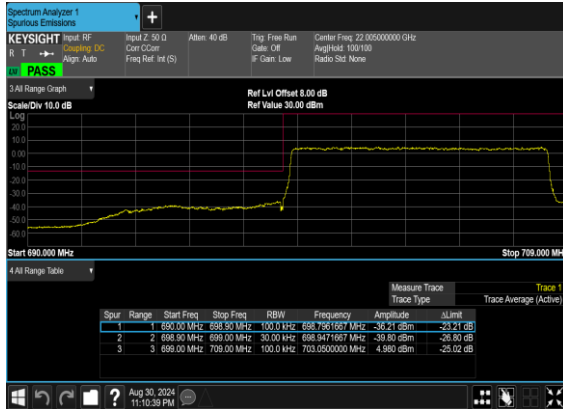 Spectrum Analyzer 1
Spurious Emissions
+
KEYSIGHT Input: RF Input Z: 50 Ω Atten: 40 dB Trig: Free Run Center Freq: 22.005000000 GHz
R T Coupling: DC Corr CCorr Gate: Off Avg|Hold: 100/100
Align: Auto Freq Ref: Int (S) IF Gain: Low Radio Std: None
PASS
3 All Range Graph Ref Lvl Offset 8.00 dB
Scale/Div 10.0 dB Ref Value 30.00 dBm
Log
20.0
10.0
0.00
-10.0
-20.0
-30.0
-40.0
-50.0
-60.0
Start 690.000 MHz Stop 709.000 MH
4 All Range Table
Measure Trace Trace 1
Trace Type Trace Average (Active)
Spur Range Start Freq Stop Freq RBW Frequency Amplitude ΔLimit
1 1 690.00 MHz 698.90 MHz 100.0 kHz 698.7961667 MHz -36.21 dBm -23.21 dB
2 2 698.90 MHz 699.00 MHz 30.00 kHz 698.9471667 MHz -39.80 dBm -26.80 dB
3 3 699.00 MHz 709.00 MHz 100.0 kHz 703.0500000 MHz 4.980 dBm -25.02 dB
? Aug 30, 2024
11:10:39 PM